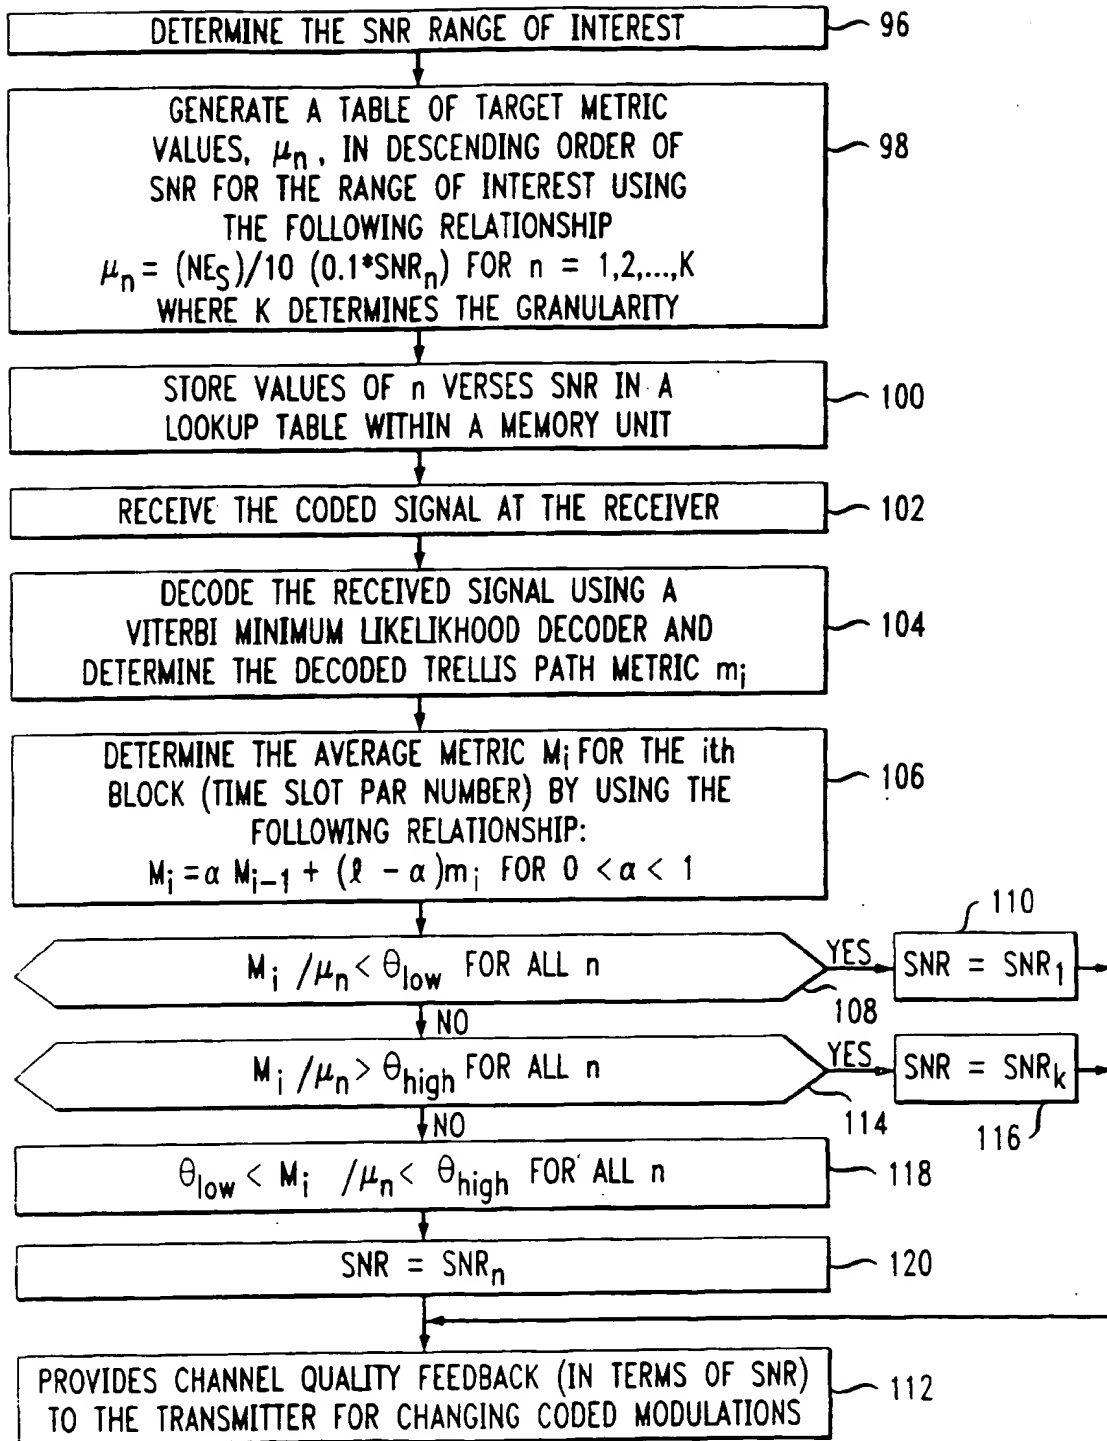 DETERMINE THE SNR RANGE OF INTEREST
96
GENERATE A TABLE OF TARGET METRIC
VALUES, μn, IN DESCENDING ORDER OF
SNR FOR THE RANGE OF INTEREST USING
THE FOLLOWING RELATIONSHIP
μn = (NES)/10 (0.1*SNRn) FOR n = 1,2,...,K
WHERE K DETERMINES THE GRANULARITY
98
STORE VALUES OF n VERSES SNR IN A
LOOKUP TABLE WITHIN A MEMORY UNIT
100
RECEIVE THE CODED SIGNAL AT THE RECEIVER
102
DECODE THE RECEIVED SIGNAL USING A
VITERBI MINIMUM LIKELIKHOOD DECODER AND
DETERMINE THE DECODED TRELLIS PATH METRIC mi
104
DETERMINE THE AVERAGE METRIC Mi FOR THE ith
BLOCK (TIME SLOT PAR NUMBER) BY USING THE
FOLLOWING RELATIONSHIP:
Mi = α Mi-1 + (ℓ - α)mi FOR 0 < α < 1
106
Mi /μn < θlow FOR ALL n
108
YES
SNR = SNR1
110
NO
Mi /μn > θhigh FOR ALL n
114
YES
SNR = SNRk
116
NO
θlow < Mi /μn < θhigh FOR ALL n
118
SNR = SNRn
120
PROVIDES CHANNEL QUALITY FEEDBACK (IN TERMS OF SNR)
TO THE TRANSMITTER FOR CHANGING CODED MODULATIONS
112